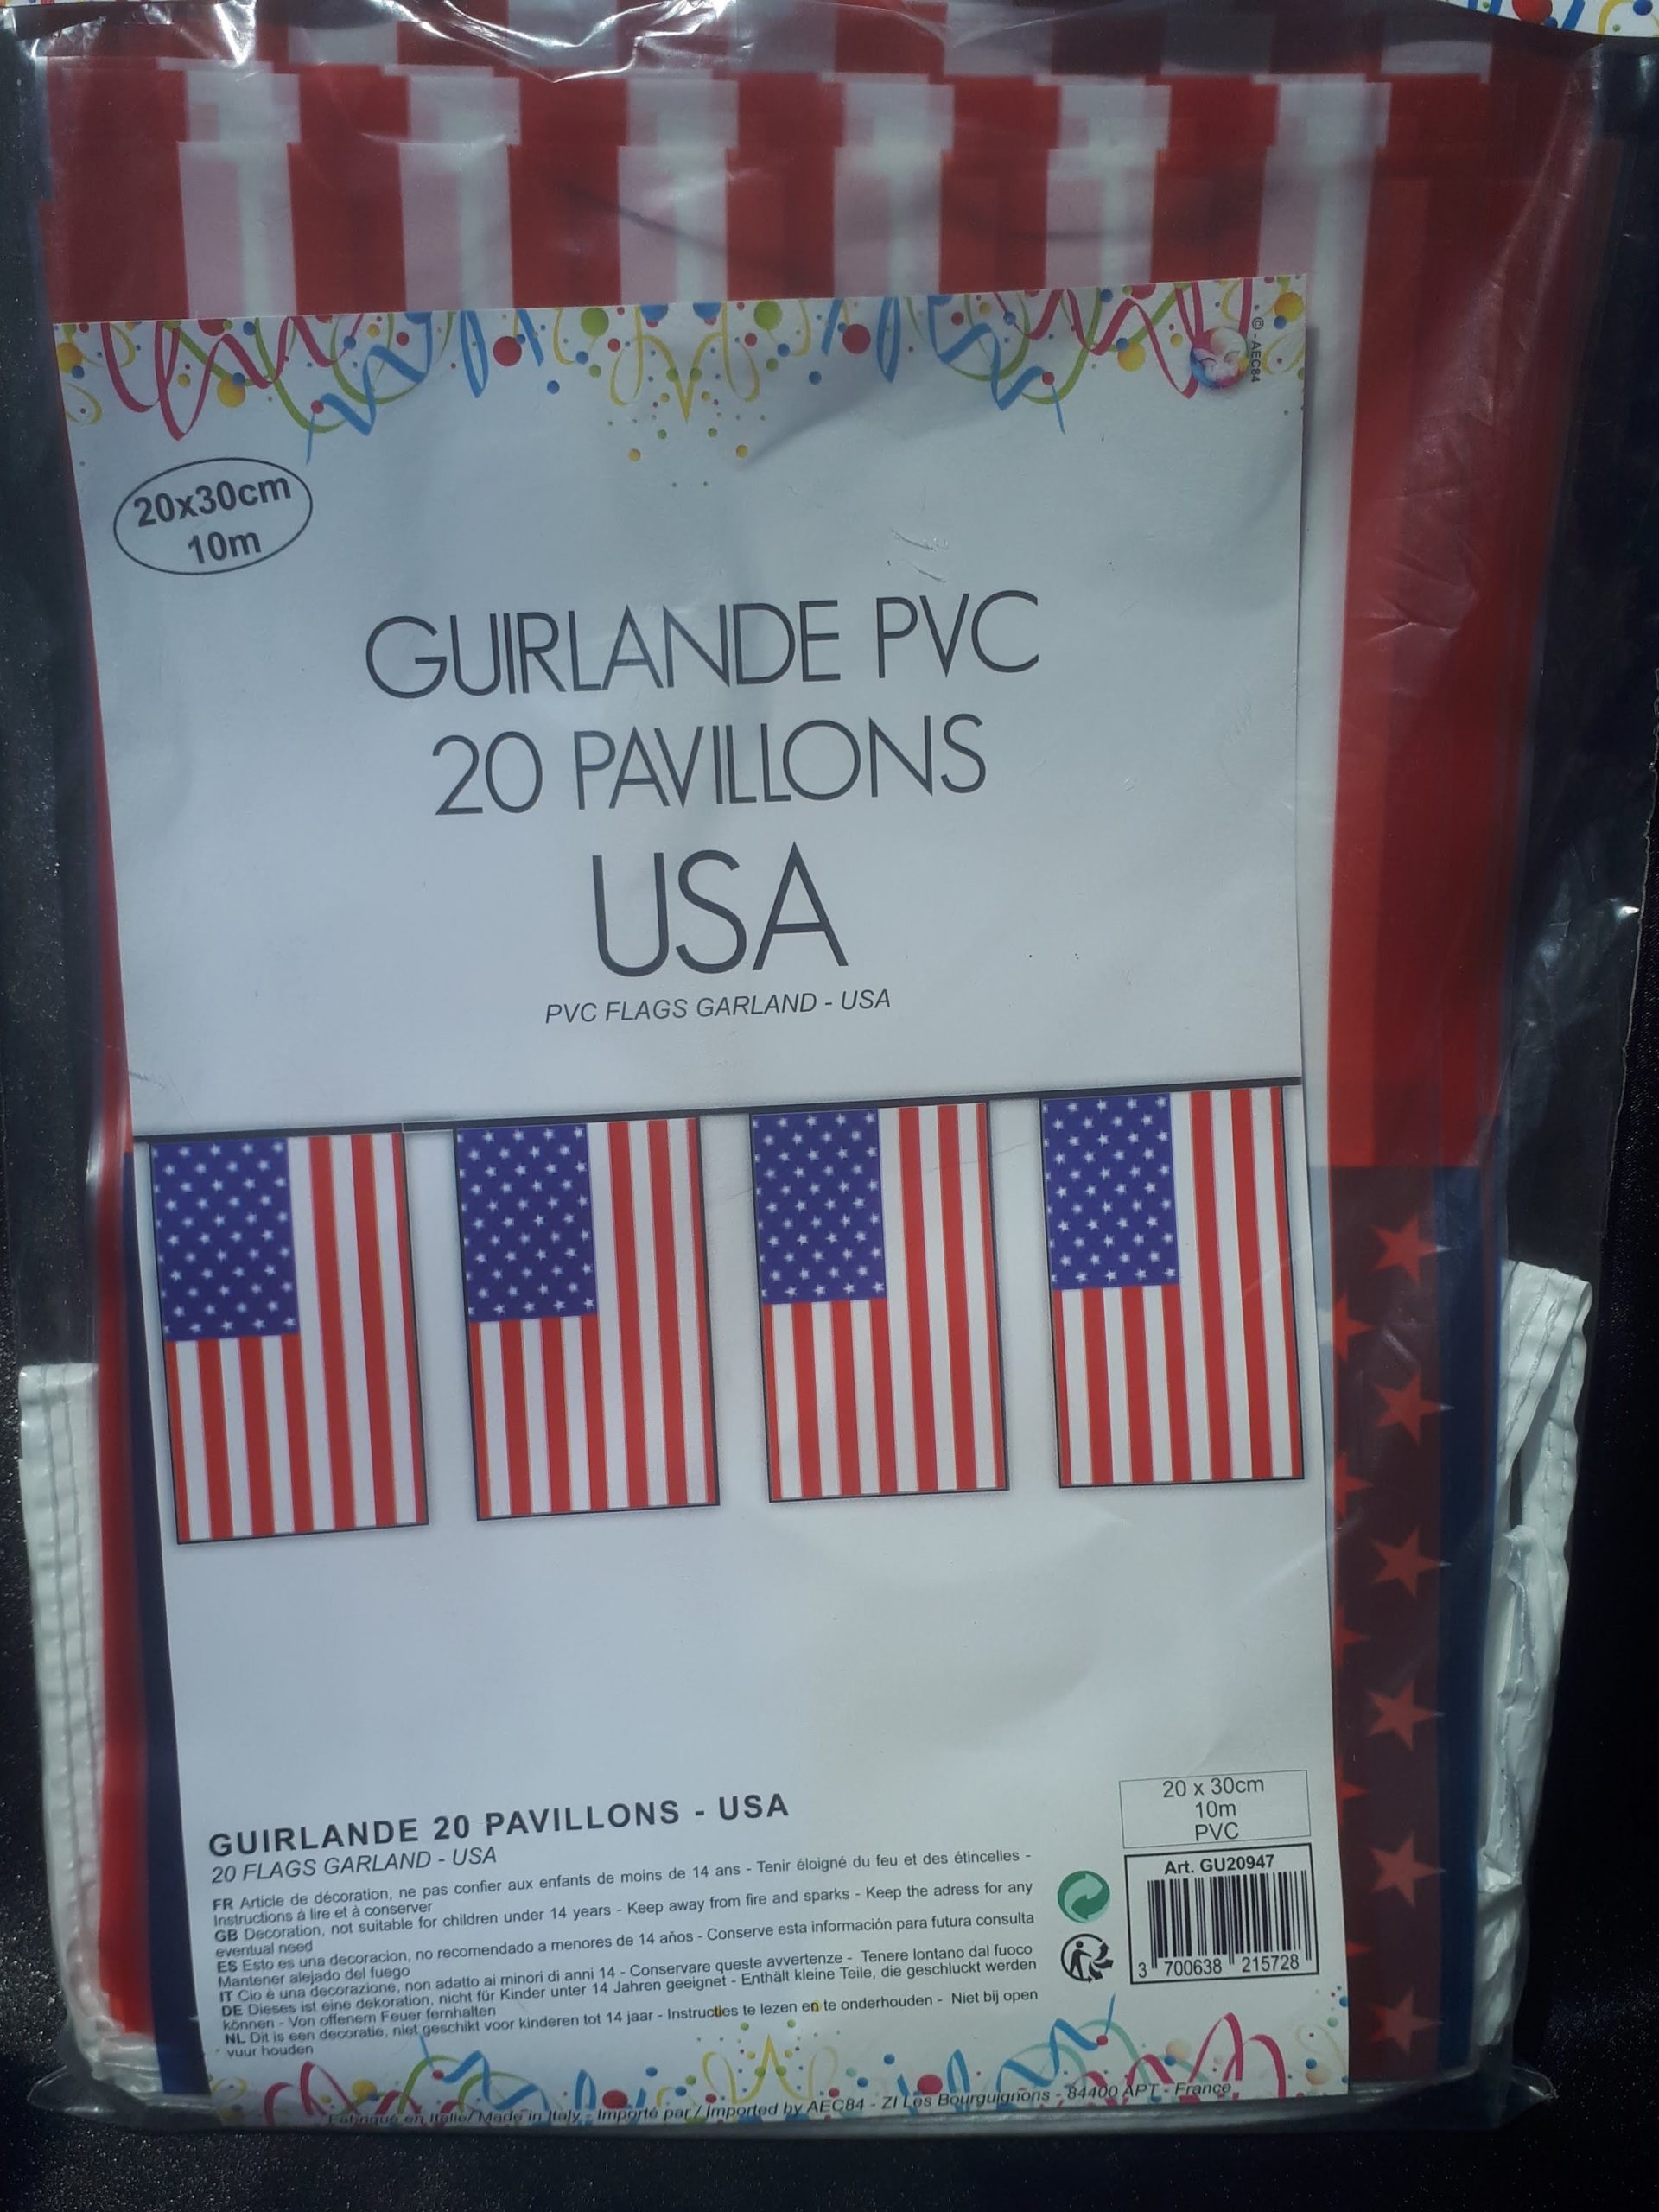 © - AEC84
20x30cm
10m
GUIRLANDE PVC
20 PAVILLONS
USA
PVC FLAGS GARLAND - USA
GUIRLANDE 20 PAVILLONS - USA
20 FLAGS GARLAND - USA
FR Article de décoration, ne pas confier aux enfants de moins de 14 ans - Tenir éloigné du feu et des étincelles -
Instructions à lire et à conserver
GB Decoration, not suitable for children under 14 years - Keep away from fire and sparks - Keep the adress for any
eventual need
ES Esto es una decoracion, no recomendado a menores de 14 años - Conserve esta información para futura consulta
Mantener alejado del fuego
IT Cio è una decorazione, non adatto ai minori di anni 14 - Conservare queste avvertenze - Tenere lontano dal fuoco
DE Dieses ist eine dekoration, nicht für Kinder unter 14 Jahren geeignet - Enthält kleine Teile, die geschluckt werden
können - Von offenem Feuer fernhalten
NL Dit is een decoratie, niet geschikt voor kinderen tot 14 jaar - Instructies te lezen en te onderhouden - Niet bij open
vuur houden
20 x 30cm
10m
PVC
Art. GU20947
3 700638 215728
Fabriqué en Italie/ Made in Italy - Importé par / Imported by AEC84 - ZI Les Bourguignons - 84400 APT - France